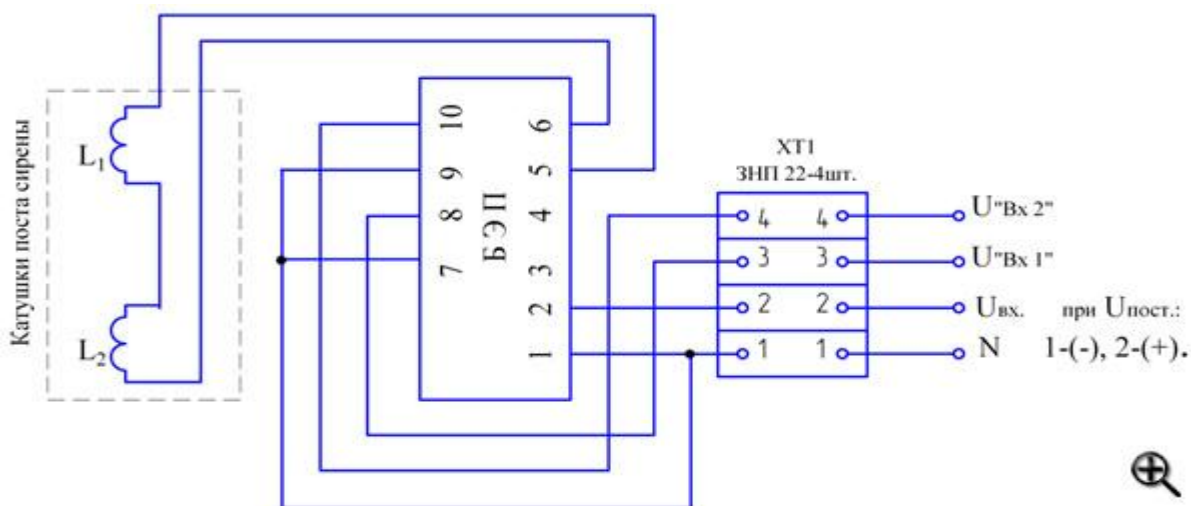 Катушки поста сирены
L1
L2
БЭП
10
9
8
7
6
5
4
3
2
1
XT1
ЗНП 22-4шт.
4 4
3 3
2 2
1 1
U"Вх 2"
U"Вх 1"
Uвх. при Uпост.:
N 1-(-), 2-(+).